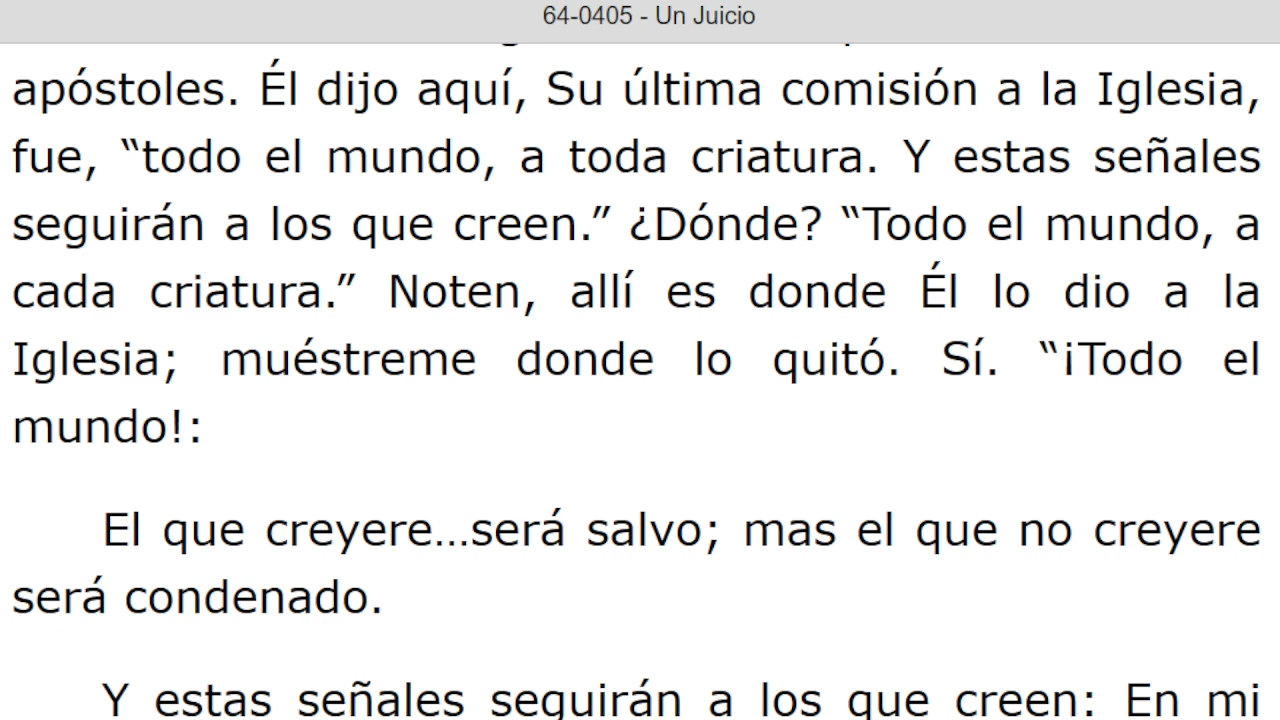 64-0405 - Un Juicio
apóstoles. Él dijo aquí, Su última comisión a la Iglesia,
fue, “todo el mundo, a toda criatura. Y estas señales
seguirán a los que creen.” ¿Dónde? “Todo el mundo, a
cada criatura.” Noten, allí es donde Él lo dio a la
Iglesia; muéstreme donde lo quitó. Sí. “¡Todo el
mundo!:
El que creyere...será salvo; mas el que no creyere
será condenado.
Y estas señales seguirán a los que creen: En mi